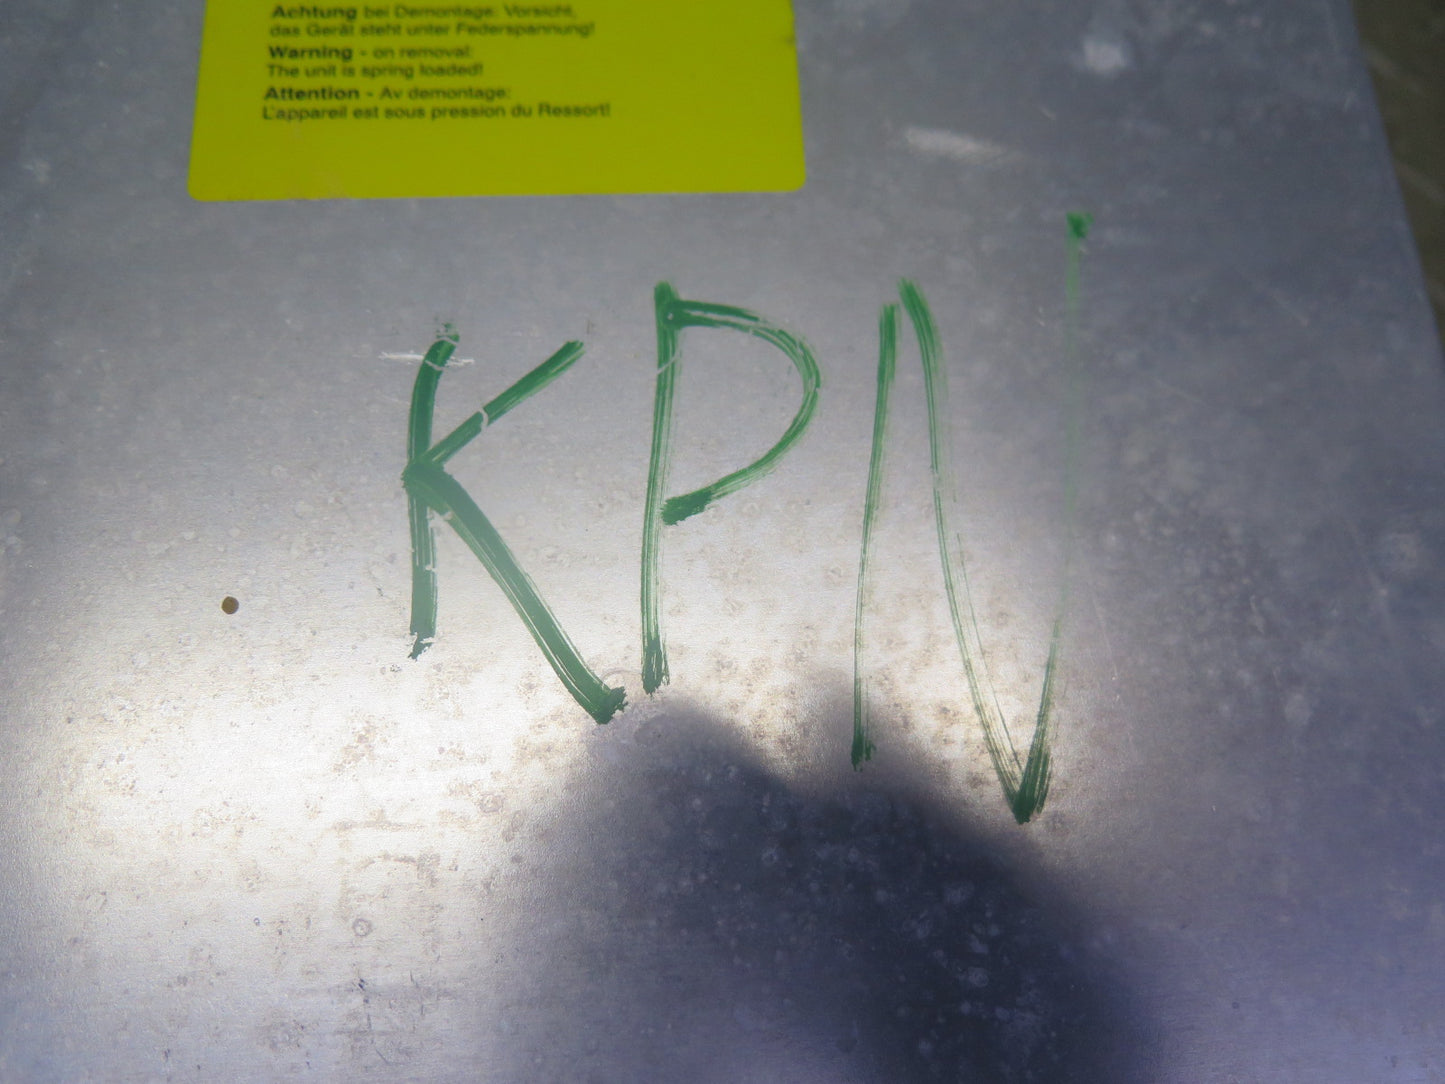 Achtung bei Demontage: Vorsicht,
das Gerät steht unter Federspannung!
Warning - on removal:
The unit is spring loaded!
Attention - Av demontage:
L'appareil est sous pression du Ressort!
KPN